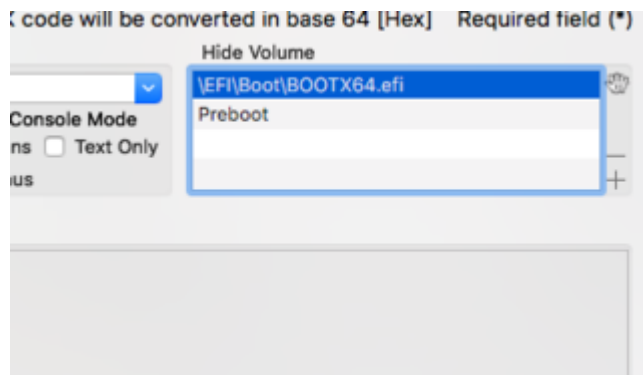 code will be converted in base 64 [Hex] Required field (*)
Hide Volume
\EFI\Boot\BOOTX64.efi
Preboot
Console Mode
ns Text Only
us